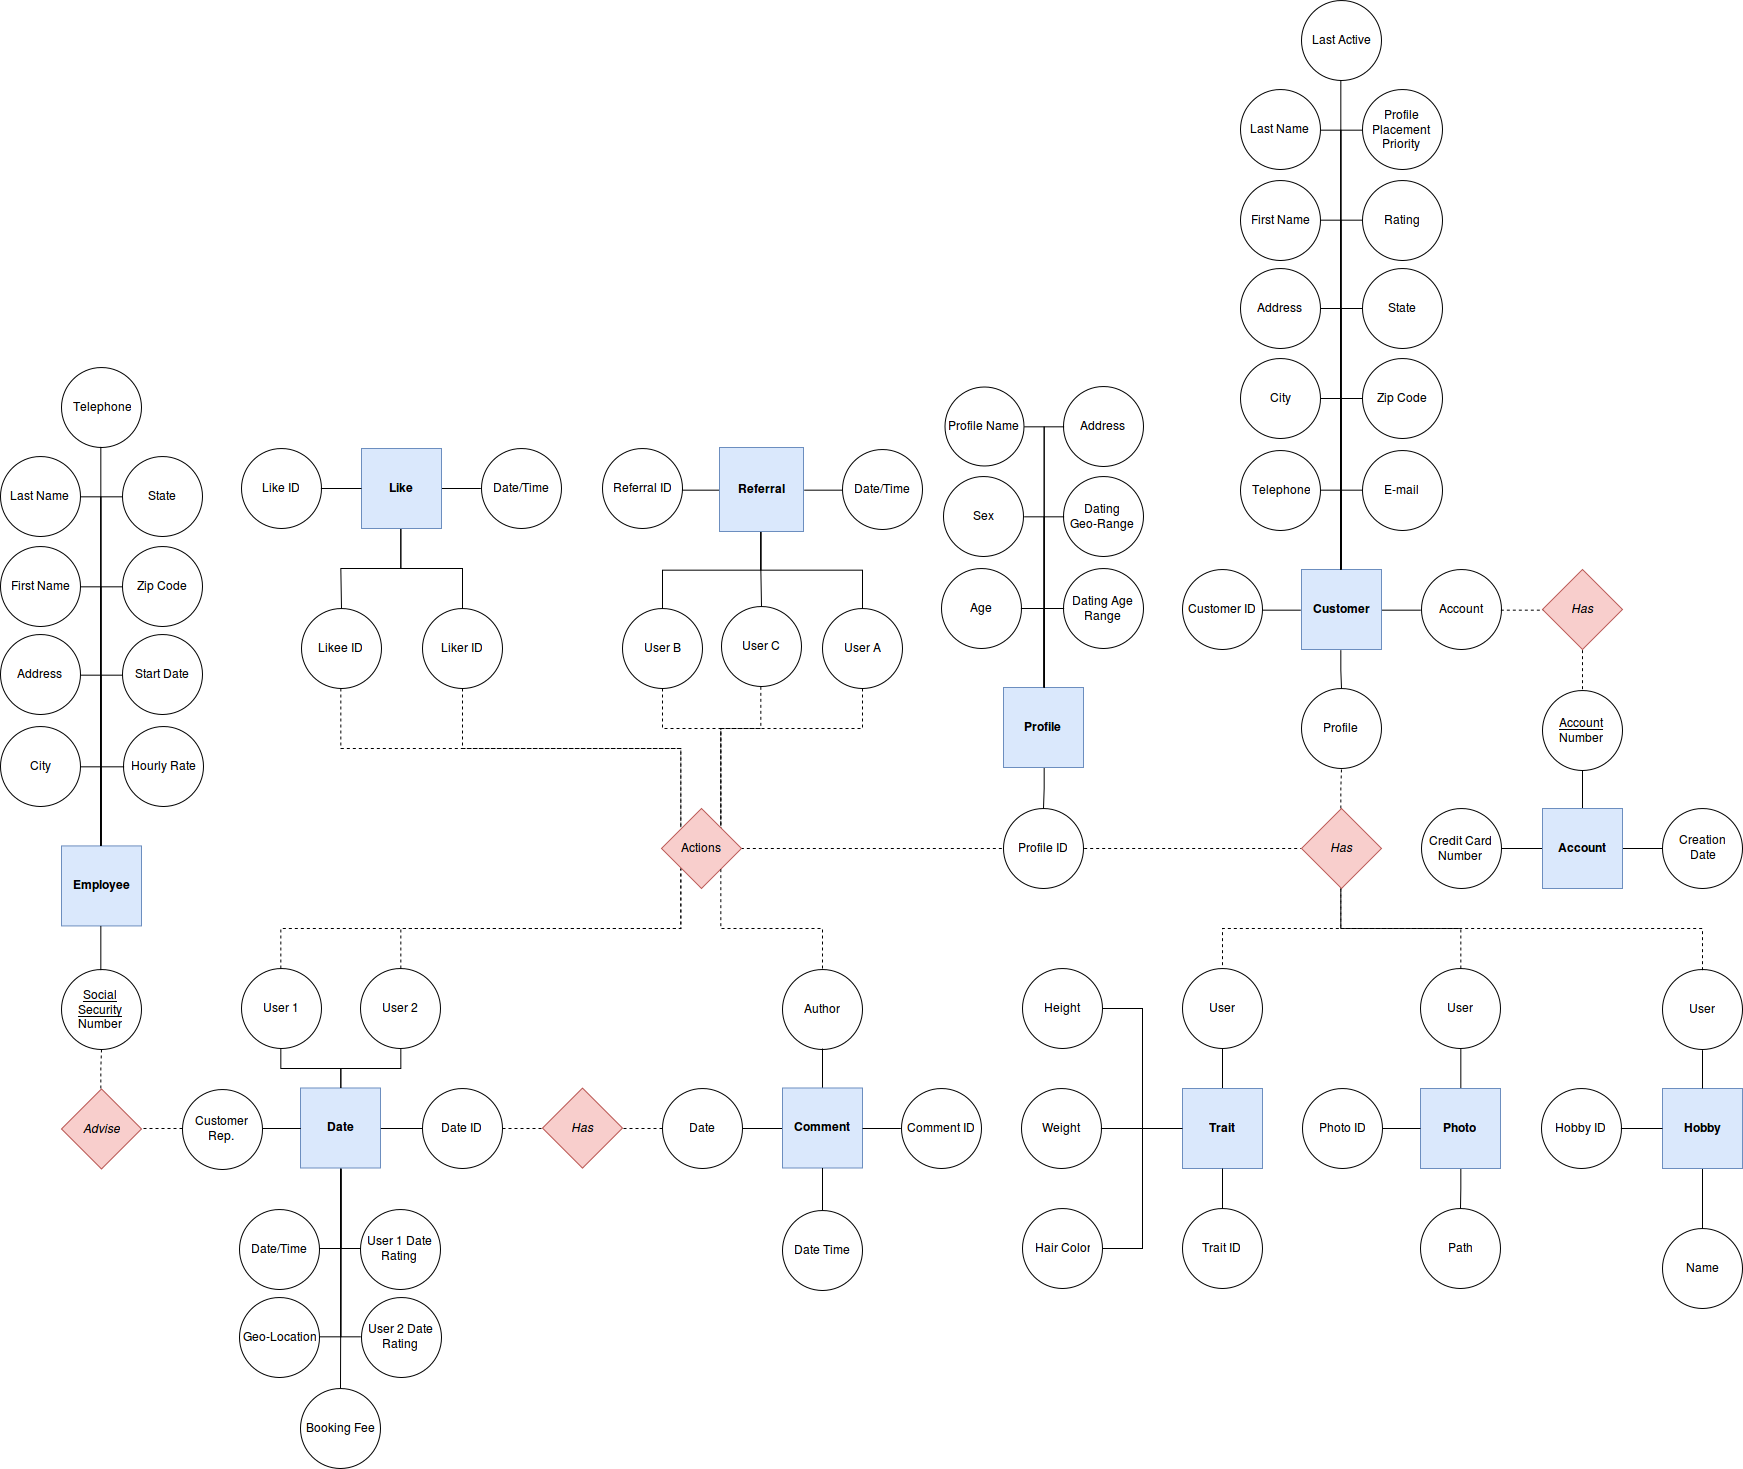 Last Active
Last Name
Profile
Placement
Priority
First Name
Rating
Address
State
City
Zip Code
Telephone
E-mail
Customer ID
Customer
Account
Has
Profile
Account
Number
Credit Card
Number
Account
Creation
Date
Telephone
Last Name
State
First Name
Zip Code
Address
Start Date
City
Hourly Rate
Employee
Social
Security
Number
Advise
Like ID
Like
Date/Time
Likee ID
Liker ID
Referral ID
Referral
Date/Time
User B
User C
User A
Profile Name
Address
Sex
Dating
Geo-Range
Age
Dating Age
Range
Profile
Actions
Profile ID
Has
User 1
User 2
Customer
Rep.
Date
Date ID
Has
Date/Time
User 1 Date
Rating
Geo-Location
User 2 Date
Rating
Booking Fee
Author
Date
Comment
Comment ID
Date Time
Height
User
Weight
Trait
Hair Color
Trait ID
User
Photo ID
Photo
Path
User
Hobby ID
Hobby
Name